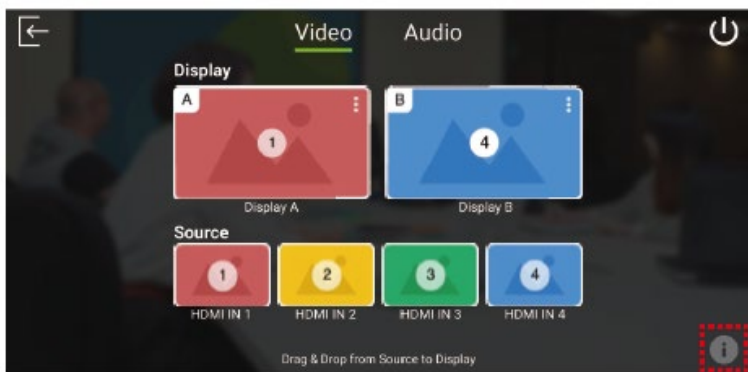 Video Audio
Display
A B
1 4
Display A Display B
Source
1 2 3 4
HDMI IN 1 HDMI IN 2 HDMI IN 3 HDMI IN 4
Drag & Drop from Source to Display
i